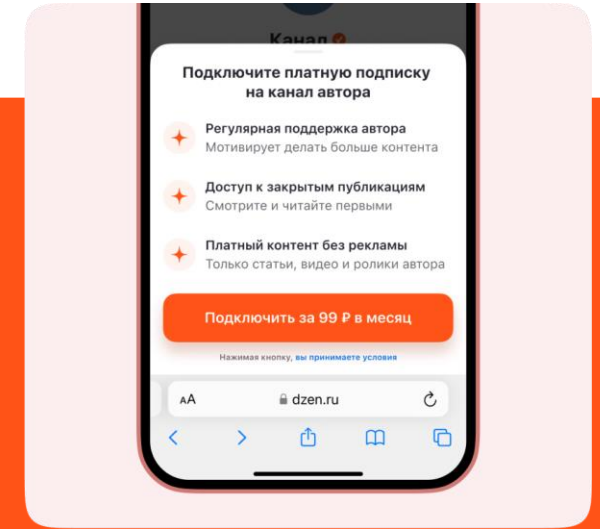 Канал
Подключите платную подписку
на канал автора
Регулярная поддержка автора
Мотивирует делать больше контента
Доступ к закрытым публикациям
Смотрите и читайте первыми
Платный контент без рекламы
Только статьи, видео и ролики автора
Подключить за 99 ₽ в месяц
Нажимая кнопку, вы принимаете условия
AA dzen.ru